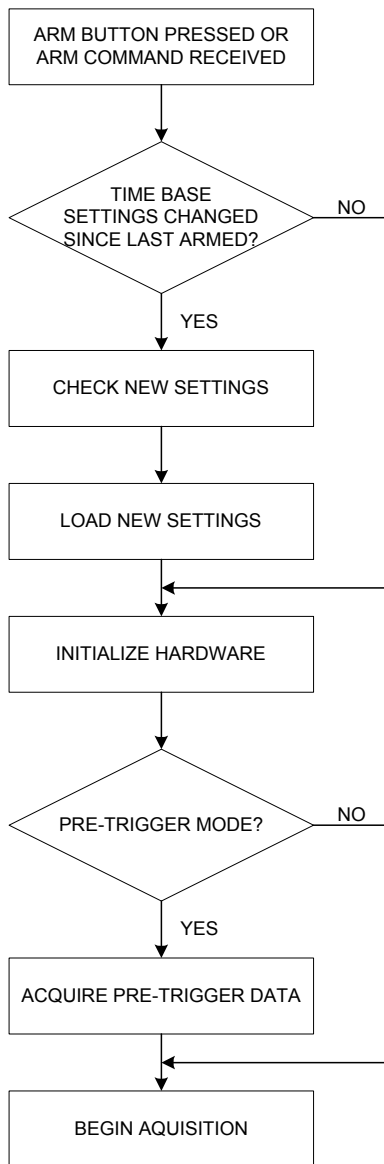 ARM BUTTON PRESSED OR
ARM COMMAND RECEIVED
TIME BASE
SETTINGS CHANGED
SINCE LAST ARMED?
NO
YES
CHECK NEW SETTINGS
LOAD NEW SETTINGS
INITIALIZE HARDWARE
PRE-TRIGGER MODE?
NO
YES
ACQUIRE PRE-TRIGGER DATA
BEGIN AQUISITION